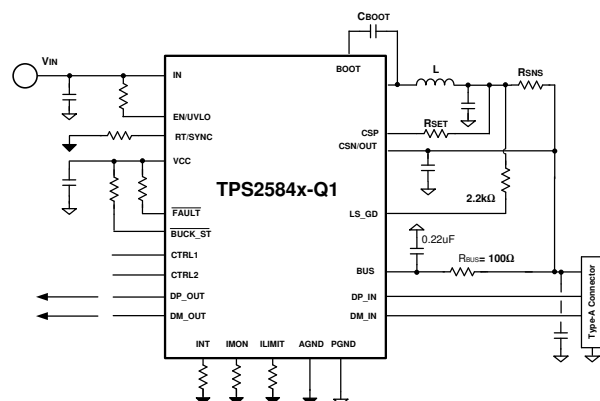 CBOOT
VIN
IN
BOOT
L
RSNS
EN/UVLO
RT/SYNC
CSP
RSET
CSN/OUT
VCC
TPS2584x-Q1
2.2kΩ
FAULT
LS_GD
BUCK_ST
0.22uF
CTRL1
CTRL2
BUS
RBUS= 100Ω
DP_OUT
DP_IN
DM_OUT
DM_IN
Type-A Connector
INT
IMON
ILIMIT
AGND
PGND